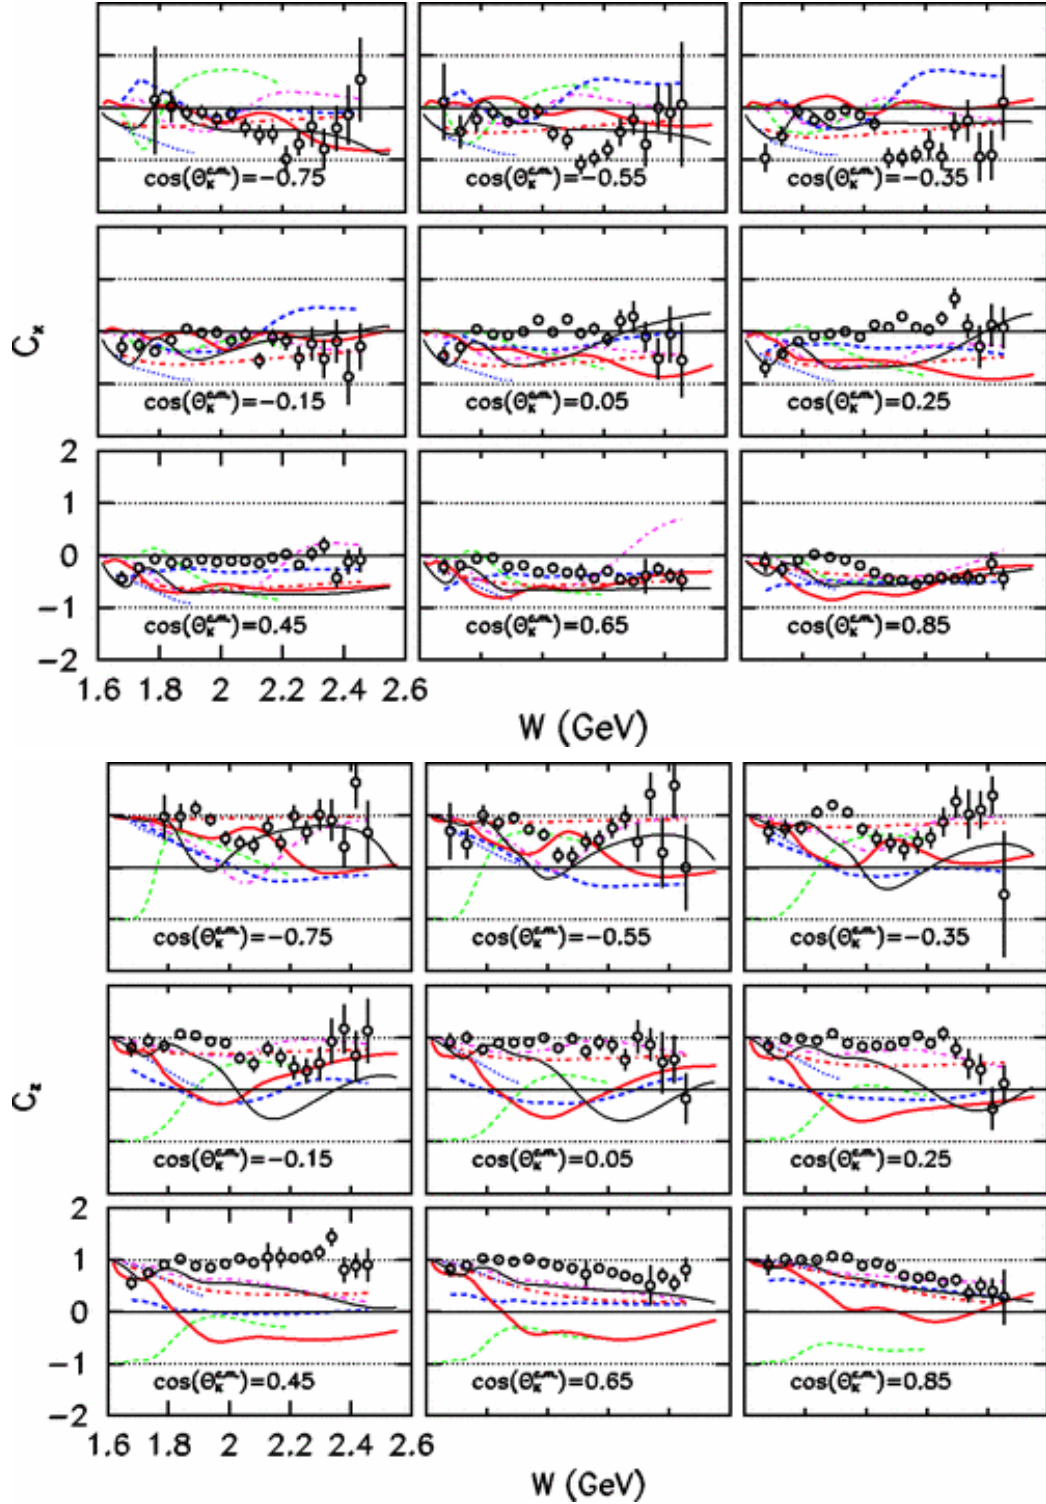 cos(Θ_K^c.m.)=−0.75
cos(Θ_K^c.m.)=−0.55
cos(Θ_K^c.m.)=−0.35
C_x
cos(Θ_K^c.m.)=−0.15
cos(Θ_K^c.m.)=0.05
cos(Θ_K^c.m.)=0.25
2
1
0
−1
−2
cos(Θ_K^c.m.)=0.45
cos(Θ_K^c.m.)=0.65
cos(Θ_K^c.m.)=0.85
1.6 1.8 2 2.2 2.4 2.6
W (GeV)
cos(Θ_K^c.m.)=−0.75
cos(Θ_K^c.m.)=−0.55
cos(Θ_K^c.m.)=−0.35
C_z
cos(Θ_K^c.m.)=−0.15
cos(Θ_K^c.m.)=0.05
cos(Θ_K^c.m.)=0.25
2
1
0
−1
−2
cos(Θ_K^c.m.)=0.45
cos(Θ_K^c.m.)=0.65
cos(Θ_K^c.m.)=0.85
1.6 1.8 2 2.2 2.4 2.6
W (GeV)